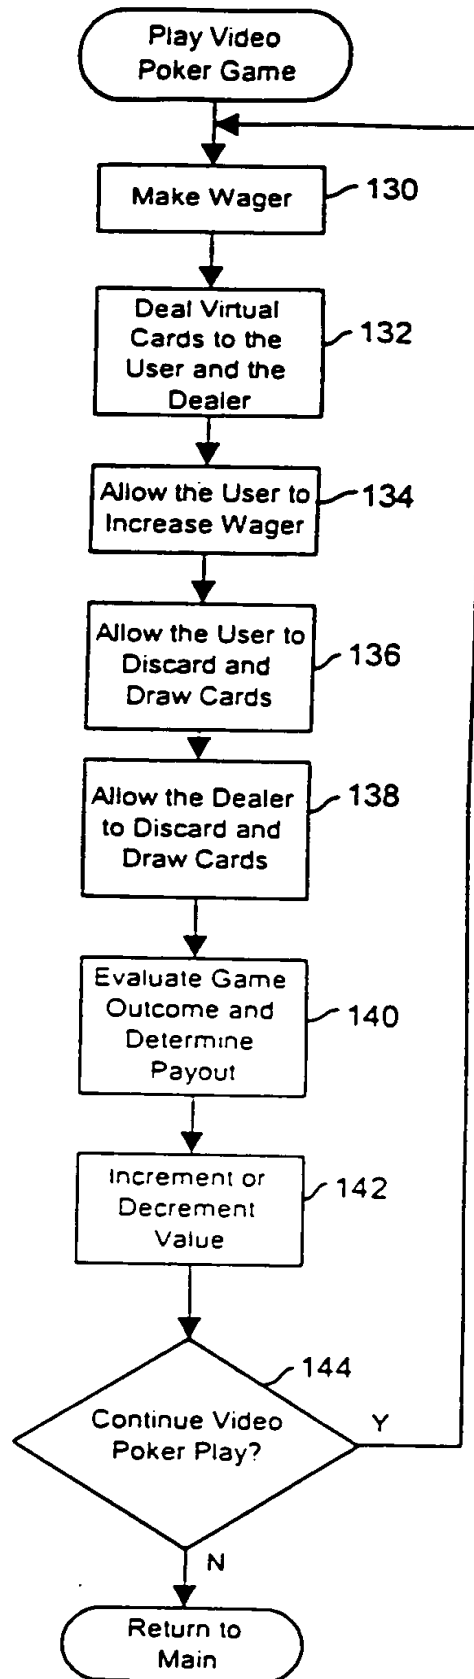 Play Video
Poker Game
Make Wager
130
Deal Virtual
Cards to the
User and the
Dealer
132
Allow the User to
Increase Wager
134
Allow the User to
Discard and
Draw Cards
136
Allow the Dealer
to Discard and
Draw Cards
138
Evaluate Game
Outcome and
Determine
Payout
140
Increment or
Decrement
Value
142
144
Continue Video
Poker Play?
Y
N
Return to
Main